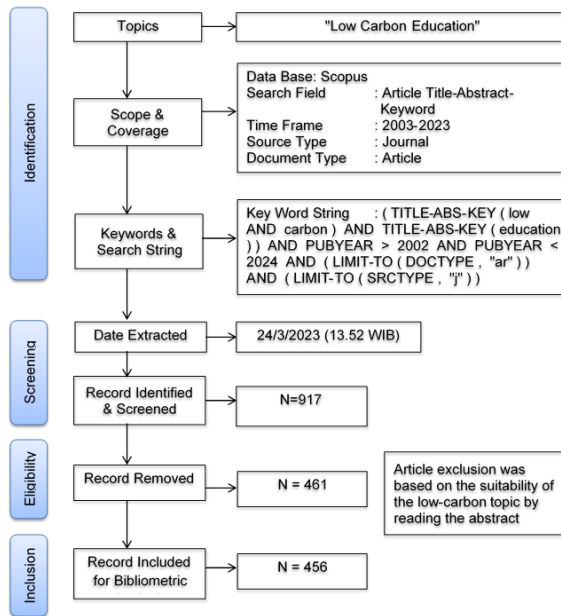 Identification
Topics
"Low Carbon Education"
Scope &
Coverage
Data Base: Scopus
Search Field : Article Title-Abstract-
Keyword
Time Frame : 2003-2023
Source Type : Journal
Document Type : Article
Keywords &
Search String
Key Word String : ( TITLE-ABS-KEY ( low
AND carbon ) AND TITLE-ABS-KEY ( education
) ) AND PUBYEAR > 2002 AND PUBYEAR <
2024 AND ( LIMIT-TO ( DOCTYPE , "ar" ) )
AND ( LIMIT-TO ( SRCTYPE , "j" ) )
Screening
Date Extracted
24/3/2023 (13.52 WIB)
Record Identified
& Screened
N=917
Eligibility
Record Removed
N = 461
Article exclusion was
based on the suitability of
the low-carbon topic by
reading the abstract
Inclusion
Record Included
for Bibliometric
N = 456